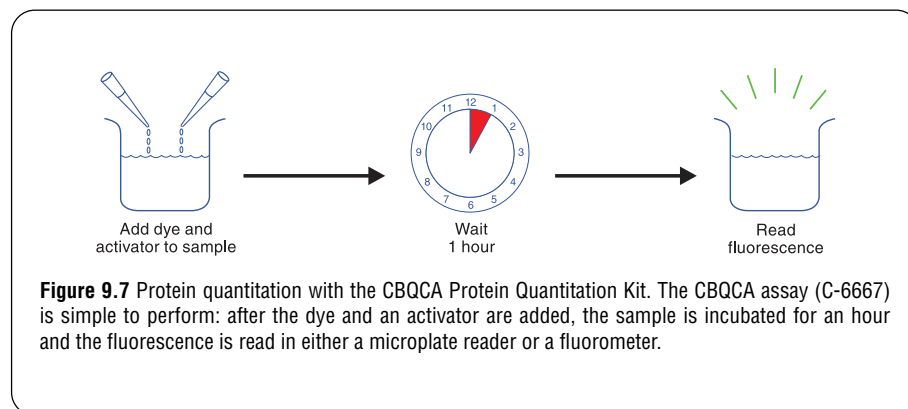 12
11
1
10
2
9
3
8
4
7
5
6
Add dye and
activator to sample
Wait
1 hour
Read
fluorescence
Figure 9.7 Protein quantitation with the CBQCA Protein Quantitation Kit. The CBQCA assay (C-6667)
is simple to perform: after the dye and an activator are added, the sample is incubated for an hour
and the fluorescence is read in either a microplate reader or a fluorometer.